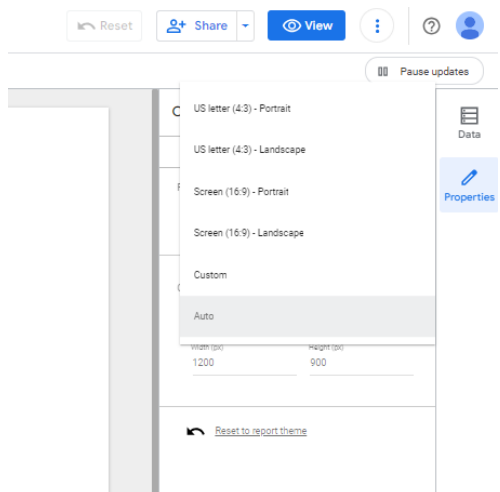 Reset
Share
View
Pause updates
US letter (4:3) - Portrait
US letter (4:3) - Landscape
Screen (16:9) - Portrait
Screen (16:9) - Landscape
Custom
Auto
Width (px)
Height (px)
1200
900
Reset to report theme
Data
Properties